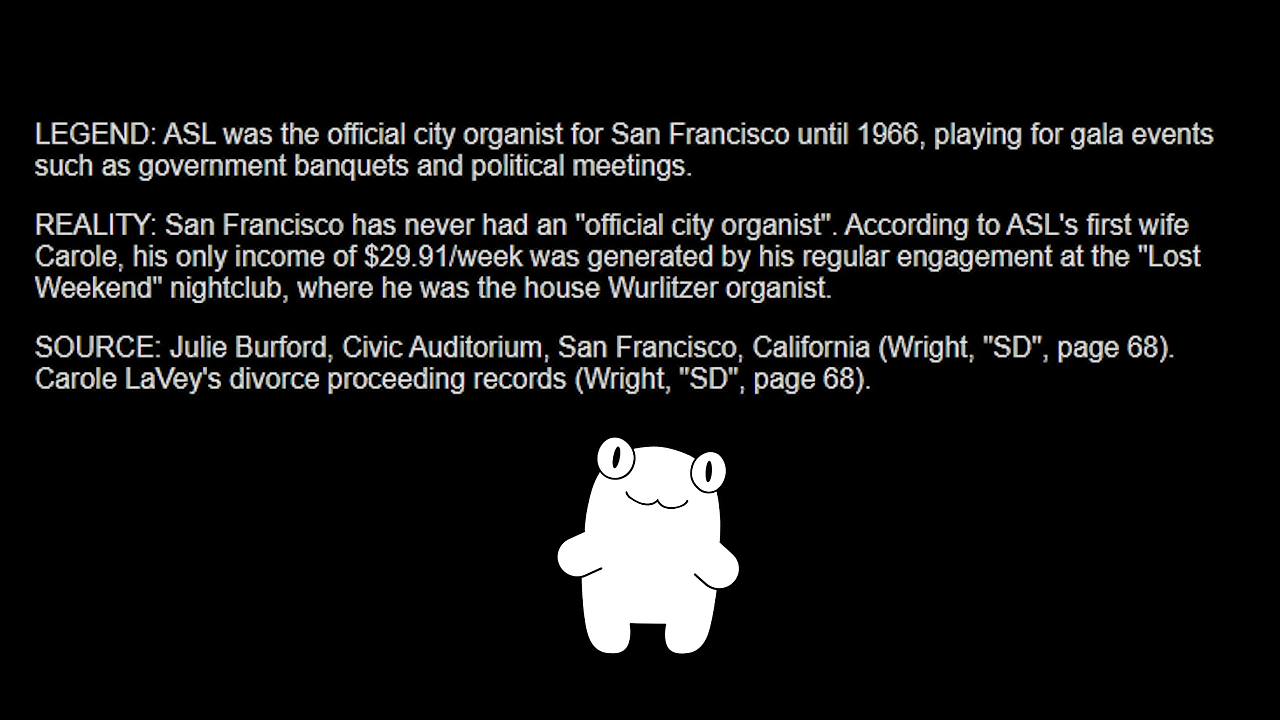 LEGEND: ASL was the official city organist for San Francisco until 1966, playing for gala events
such as government banquets and political meetings.
REALITY: San Francisco has never had an "official city organist". According to ASL's first wife
Carole, his only income of $29.91/week was generated by his regular engagement at the "Lost
Weekend" nightclub, where he was the house Wurlitzer organist.
SOURCE: Julie Burford, Civic Auditorium, San Francisco, California (Wright, "SD", page 68).
Carole LaVey's divorce proceeding records (Wright, "SD", page 68).